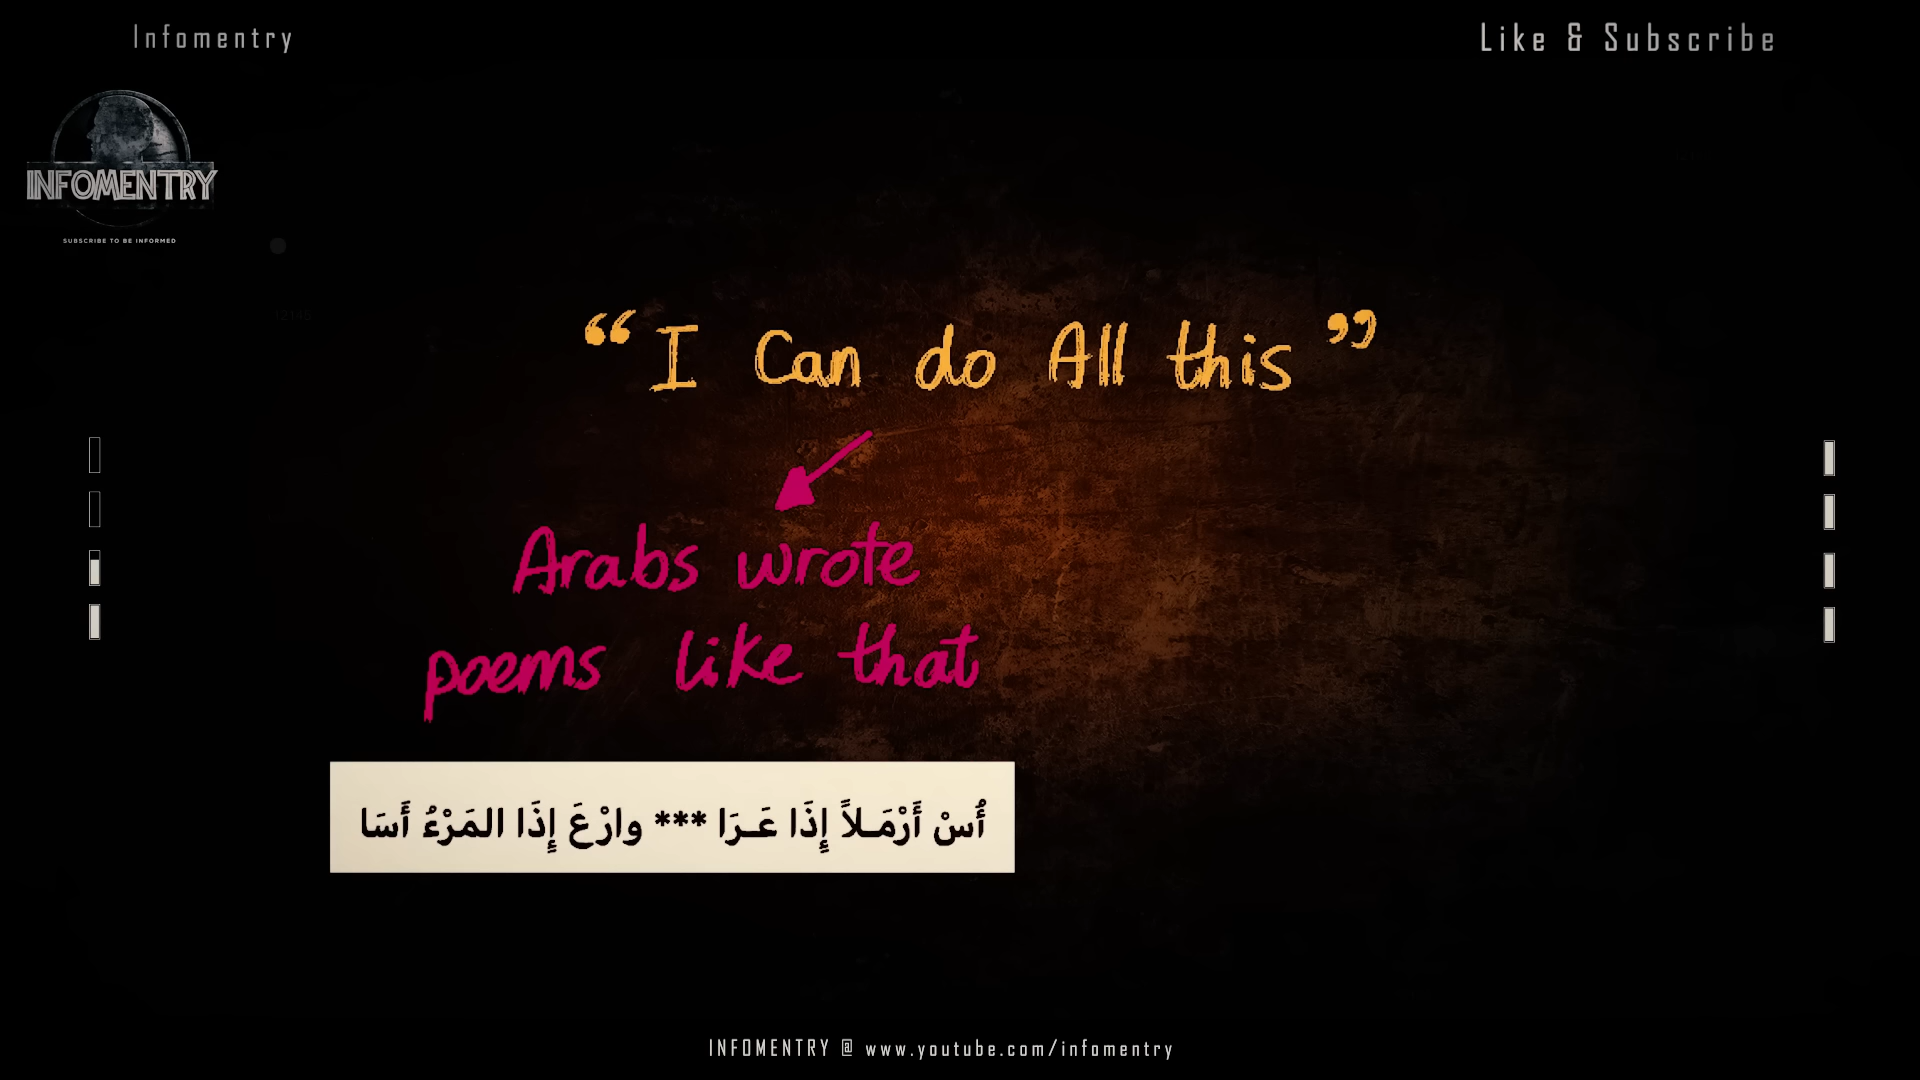 Infomentry
Like & Subscribe
INFOMENTRY
SUBSCRIBE TO BE INFORMED
“I Can do All this”
Arabs wrote
poems like that
أُسْ أَرْمَـلاً إِذَا عَـرَا *** وارْعَ إِذَا المَرْءُ أَسَا
INFOMENTRY @ www.youtube.com/infomentry